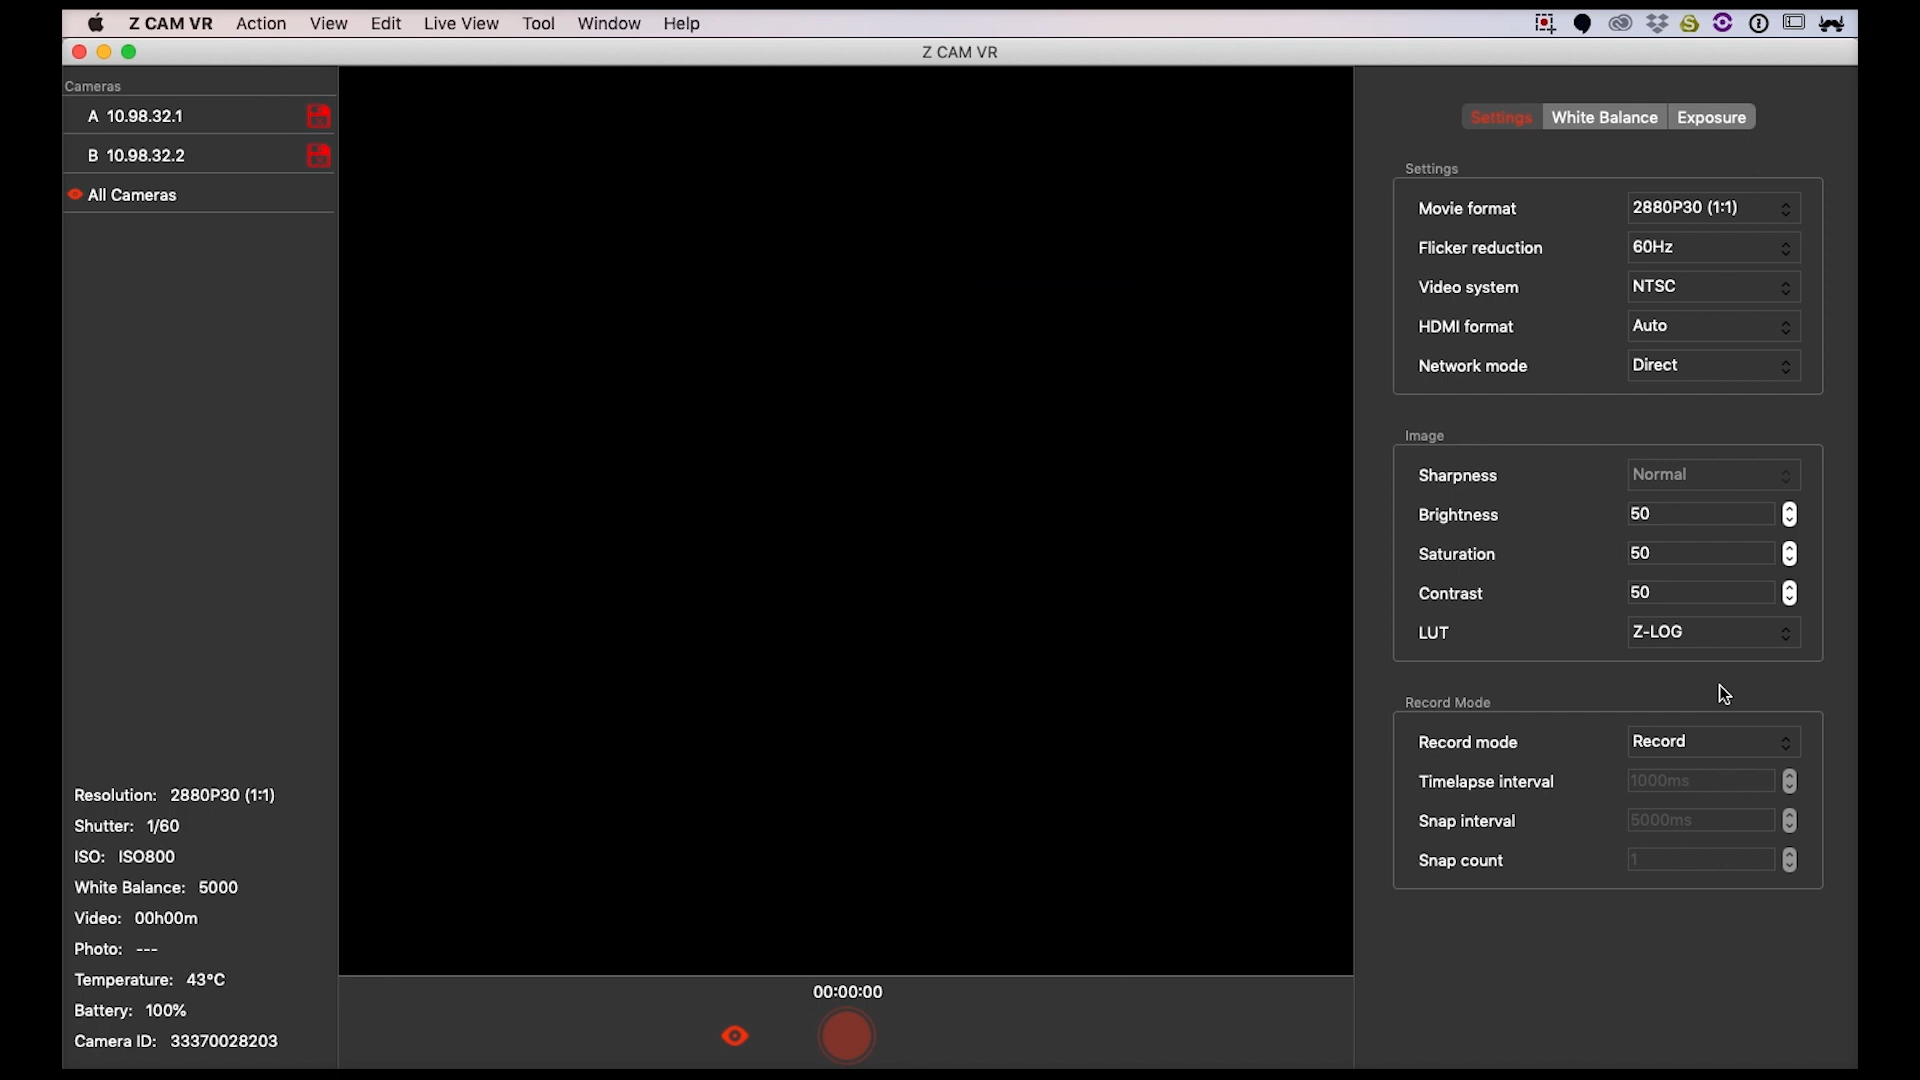 Z CAM VR Action View Edit Live View Tool Window Help
Z CAM VR
Cameras
A 10.98.32.1
B 10.98.32.2
All Cameras
Resolution: 2880P30 (1:1)
Shutter: 1/60
ISO: ISO800
White Balance: 5000
Video: 00h00m
Photo: ---
Temperature: 43°C
Battery: 100%
Camera ID: 33370028203
00:00:00
Settings White Balance Exposure
Settings
Movie format 2880P30 (1:1)
Flicker reduction 60Hz
Video system NTSC
HDMI format Auto
Network mode Direct
Image
Sharpness Normal
Brightness 50
Saturation 50
Contrast 50
LUT Z-LOG
Record Mode
Record mode Record
Timelapse interval 1000ms
Snap interval 5000ms
Snap count 1